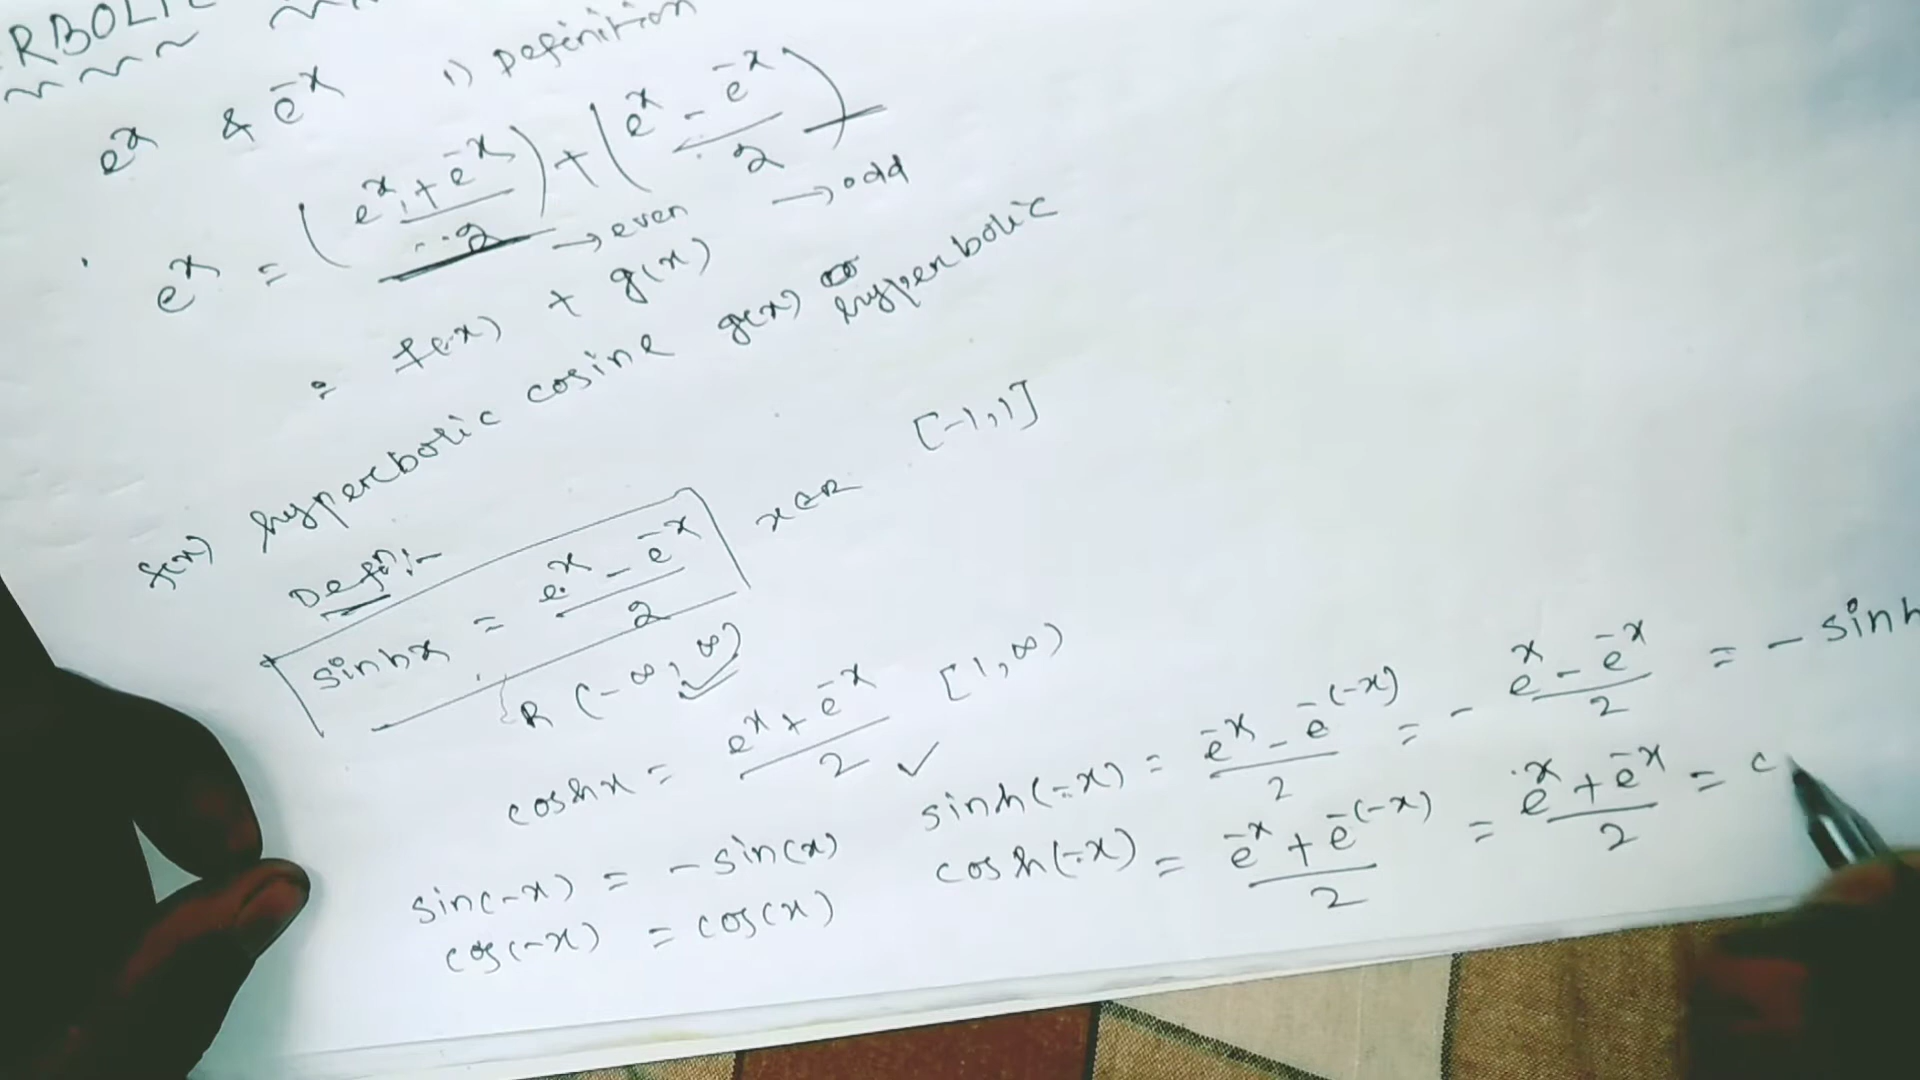 RBOLIC
e^x & e^-x 1) Definition
e^x = ((e^x + e^-x)/2) + ((e^x - e^-x)/2)
→ even → odd
= f(x) + g(x)
f(x) hyperbolic cosine g(x) hyperbolic
Defn:-
sinhx = (e^x - e^-x)/2 x∈R [-1,1]
R (-∞, ∞)
coshx = (e^x + e^-x)/2 [1,∞) ✓
sin(-x) = -sin(x)
cos(-x) = cos(x)
sinh(-x) = (e^-x - e^-(-x))/2 = - (e^x - e^-x)/2 = - sinh
cosh(-x) = (e^-x + e^-(-x))/2 = (e^x + e^-x)/2 = c